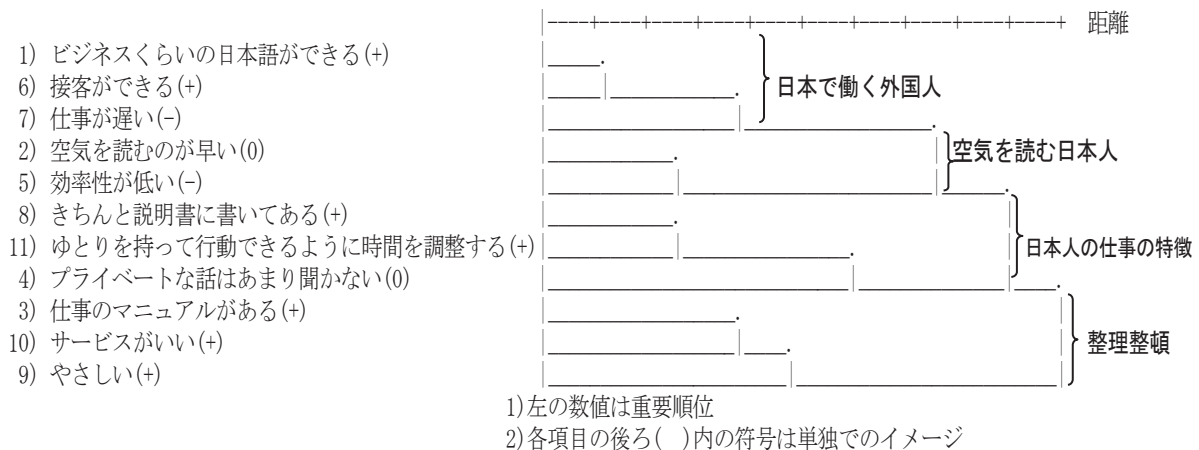 距離
1) ビジネスくらいの日本語ができる(+)
6) 接客ができる(+)
7) 仕事が遅い(-)
日本で働く外国人
2) 空気を読むのが早い(0)
5) 効率性が低い(-)
空気を読む日本人
8) きちんと説明書に書いてある(+)
11) ゆとりを持って行動できるように時間を調整する(+)
4) プライベートな話はあまり聞かない(0)
日本人の仕事の特徴
3) 仕事のマニュアルがある(+)
10) サービスがいい(+)
9) やさしい(+)
整理整頓
1)左の数値は重要順位
2)各項目の後ろ( )内の符号は単独でのイメージ